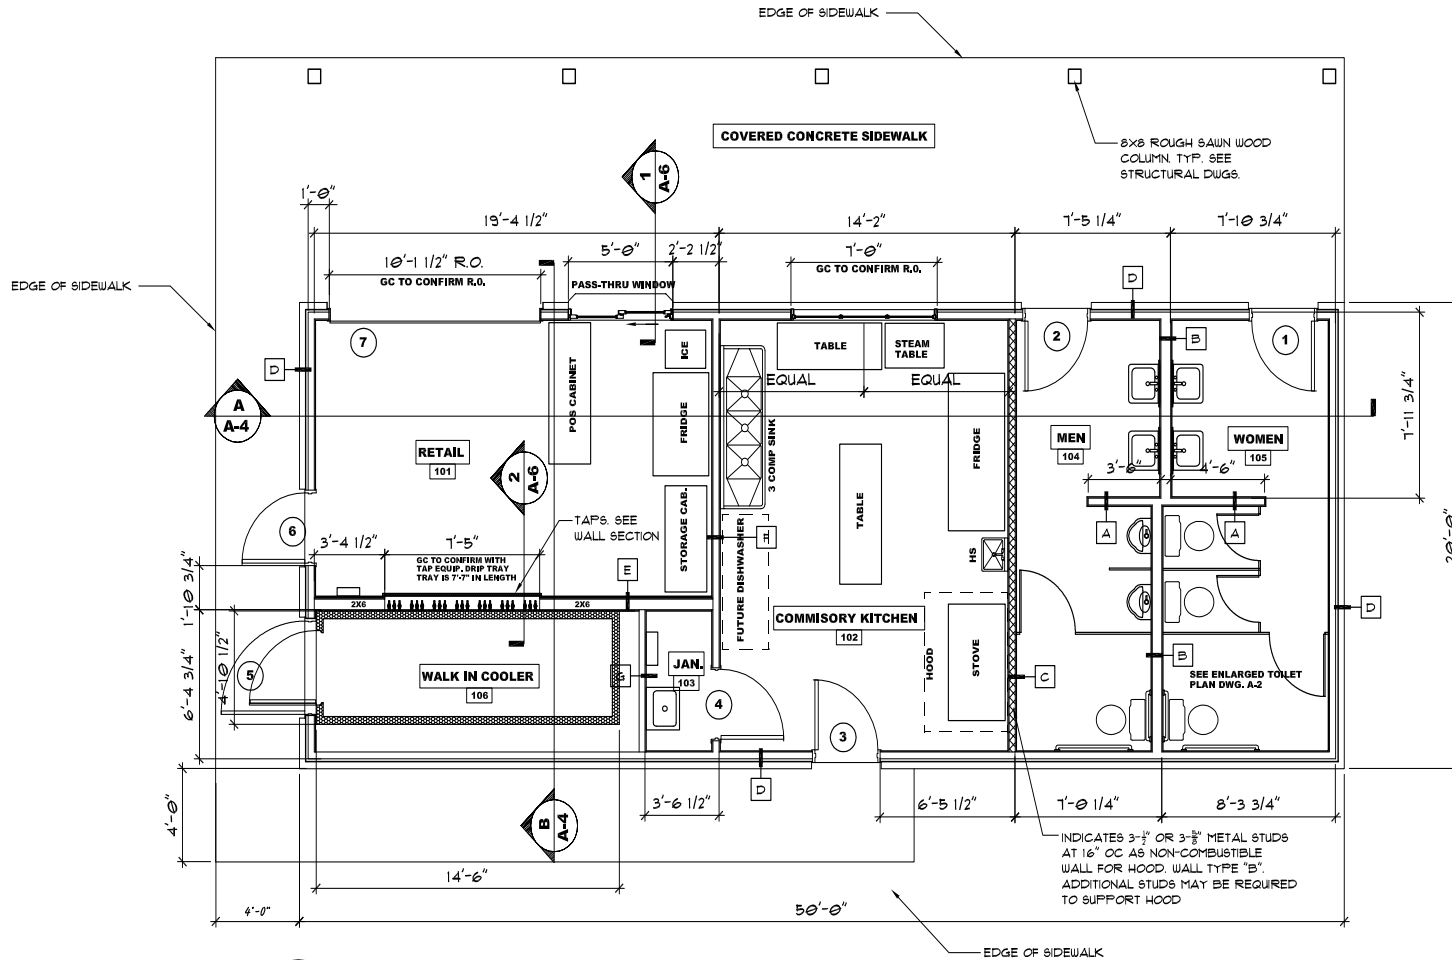 EDGE OF SIDEWALK
COVERED CONCRETE SIDEWALK
8X8 ROUGH SAWN WOOD
COLUMN. TYP. SEE
STRUCTURAL DWGS.
1
A-6
1'-0"
19'-4 1/2"
14'-2"
7'-5 1/4"
7'-10 3/4"
5'-0"
2'-2 1/2"
7'-0"
10'-1 1/2" R.O.
GC TO CONFIRM R.O.
GC TO CONFIRM R.O.
PASS-THRU WINDOW
EDGE OF SIDEWALK
D
7
POS CABINET
ICE
FRIDGE
TABLE
STEAM
TABLE
EQUAL
EQUAL
2
B
1
D
A
A-4
7'-11 3/4"
RETAIL
101
2
A-6
3 COMP SINK
FRIDGE
MEN
104
WOMEN
105
3'-6"
4'-6"
A
A
6
TAPS. SEE
WALL SECTION
3'-4 1/2"
7'-5"
GC TO CONFIRM WITH
TAP EQUIP. DRIP TRAY
TRAY IS 7'-7" IN LENGTH
STORAGE CAB.
FUTURE DISHWASHER
TABLE
HS
20'-0"
E
2X6
2X6
1'-10 3/4"
COMMISORY KITCHEN
102
D
6'-4 3/4"
4'-10 1/2"
5
WALK IN COOLER
106
JAN.
103
4
3
HOOD
STOVE
C
B
SEE ENLARGED TOILET
PLAN DWG. A-2
D
4'-0"
3'-6 1/2"
6'-5 1/2"
7'-0 1/4"
8'-3 3/4"
B
A-4
14'-6"
INDICATES 3-1/2" OR 3-5/8" METAL STUDS
AT 16" OC AS NON-COMBUSTIBLE
WALL FOR HOOD. WALL TYPE "B".
ADDITIONAL STUDS MAY BE REQUIRED
TO SUPPORT HOOD
4'-0"
50'-0"
EDGE OF SIDEWALK